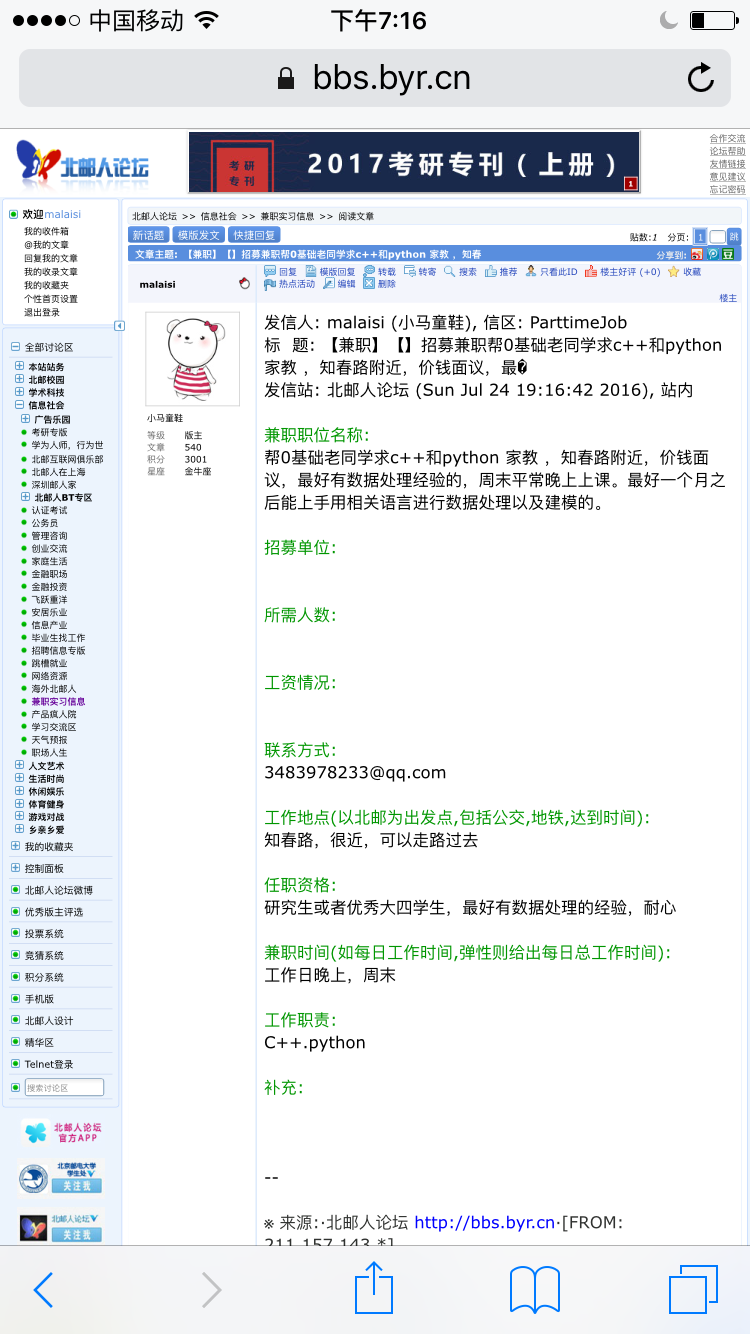 中国移动 下午7:16
bbs.byr.cn
北邮人论坛
考研
专刊
2017考研专刊（上册）
1
合作交流
论坛帮助
友情链接
意见建议
忘记密码
欢迎malaisi
我的收件箱
@我的文章
回复我的文章
我的收录文章
我的收藏夹
个性首页设置
退出登录
全部讨论区
本站站务
北邮校园
学术科技
信息社会
广告乐园
考研专版
学为人师，行为世
北邮互联网俱乐部
北邮人在上海
深圳邮人家
北邮人BT专区
认证考试
公务员
管理咨询
创业交流
家庭生活
金融职场
金融投资
飞跃重洋
安居乐业
信息产业
毕业生找工作
招聘信息专版
跳槽就业
网络资源
海外北邮人
兼职实习信息
产品疯人院
学习交流区
天气预报
职场人生
人文艺术
生活时尚
休闲娱乐
体育健身
游戏对战
乡亲乡爱
我的收藏夹
控制面板
北邮人论坛微博
优秀版主评选
投票系统
竞猜系统
积分系统
手机版
北邮人设计
精华区
Telnet登录
搜索讨论区
北邮人论坛
官方APP
北京邮电大学
学生处
关注我
北邮人论坛
关注我
北邮人论坛 >> 信息社会 >> 兼职实习信息 >> 阅读文章
新话题 模版发文 快捷回复 贴数:1 分页: 1 跳
文章主题: 【兼职】【】招募兼职帮0基础老同学求c++和python 家教 ，知春 分享到: 豆
malaisi
回复 模版回复 转载 转寄 搜索 推荐 只看此ID 楼主好评 (+0) 收藏
热点活动 编辑 删除
楼主
小马童鞋
等级 版主
文章 540
积分 3001
星座 金牛座
发信人: malaisi (小马童鞋), 信区: ParttimeJob
标 题: 【兼职】【】招募兼职帮0基础老同学求c++和python
家教 ，知春路附近，价钱面议，最�
发信站: 北邮人论坛 (Sun Jul 24 19:16:42 2016), 站内
兼职职位名称:
帮0基础老同学求c++和python 家教 ，知春路附近，价钱面
议，最好有数据处理经验的，周末平常晚上上课。最好一个月之
后能上手用相关语言进行数据处理以及建模的。
招募单位:
所需人数:
工资情况:
联系方式:
3483978233@qq.com
工作地点(以北邮为出发点,包括公交,地铁,达到时间):
知春路，很近，可以走路过去
任职资格:
研究生或者优秀大四学生，最好有数据处理的经验，耐心
兼职时间(如每日工作时间,弹性则给出每日总工作时间):
工作日晚上，周末
工作职责:
C++.python
补充:
--
※ 来源:·北邮人论坛 http://bbs.byr.cn·[FROM:
211.157.143.*]